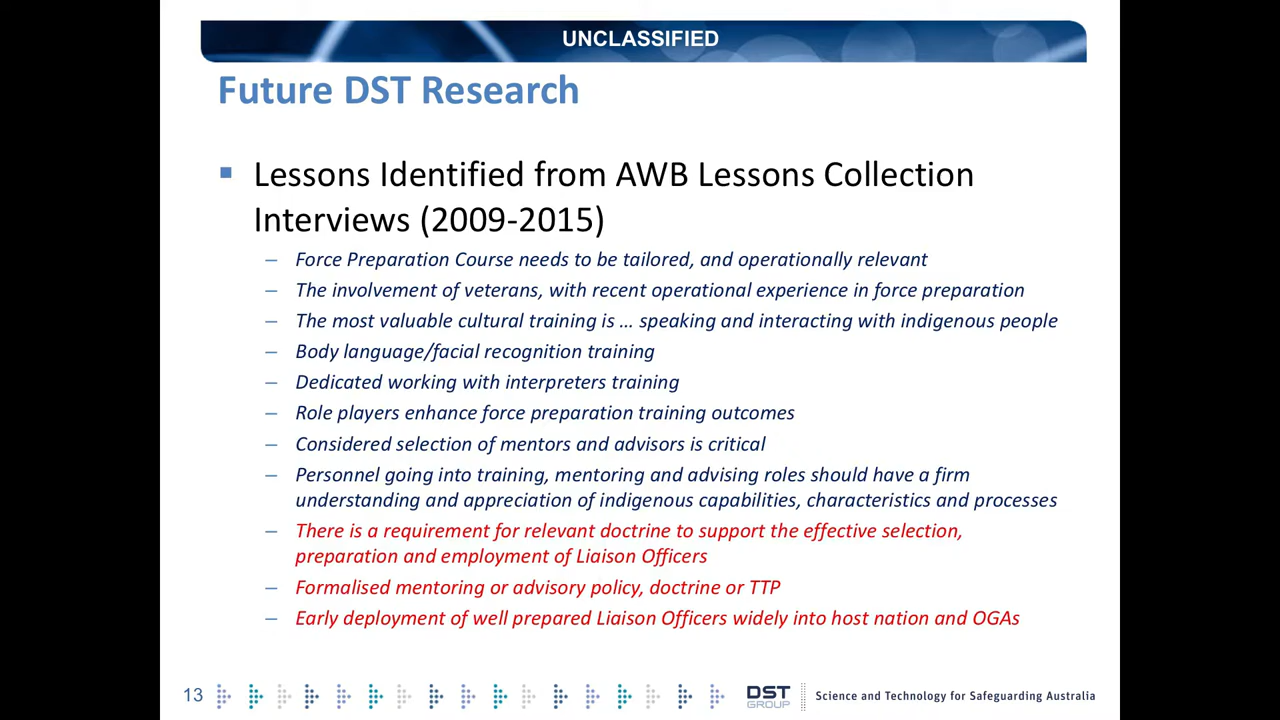 UNCLASSIFIED
Future DST Research
▪ Lessons Identified from AWB Lessons Collection
Interviews (2009-2015)
– Force Preparation Course needs to be tailored, and operationally relevant
– The involvement of veterans, with recent operational experience in force preparation
– The most valuable cultural training is … speaking and interacting with indigenous people
– Body language/facial recognition training
– Dedicated working with interpreters training
– Role players enhance force preparation training outcomes
– Considered selection of mentors and advisors is critical
– Personnel going into training, mentoring and advising roles should have a firm
understanding and appreciation of indigenous capabilities, characteristics and processes
– There is a requirement for relevant doctrine to support the effective selection,
preparation and employment of Liaison Officers
– Formalised mentoring or advisory policy, doctrine or TTP
– Early deployment of well prepared Liaison Officers widely into host nation and OGAs
13
DST
GROUP
Science and Technology for Safeguarding Australia